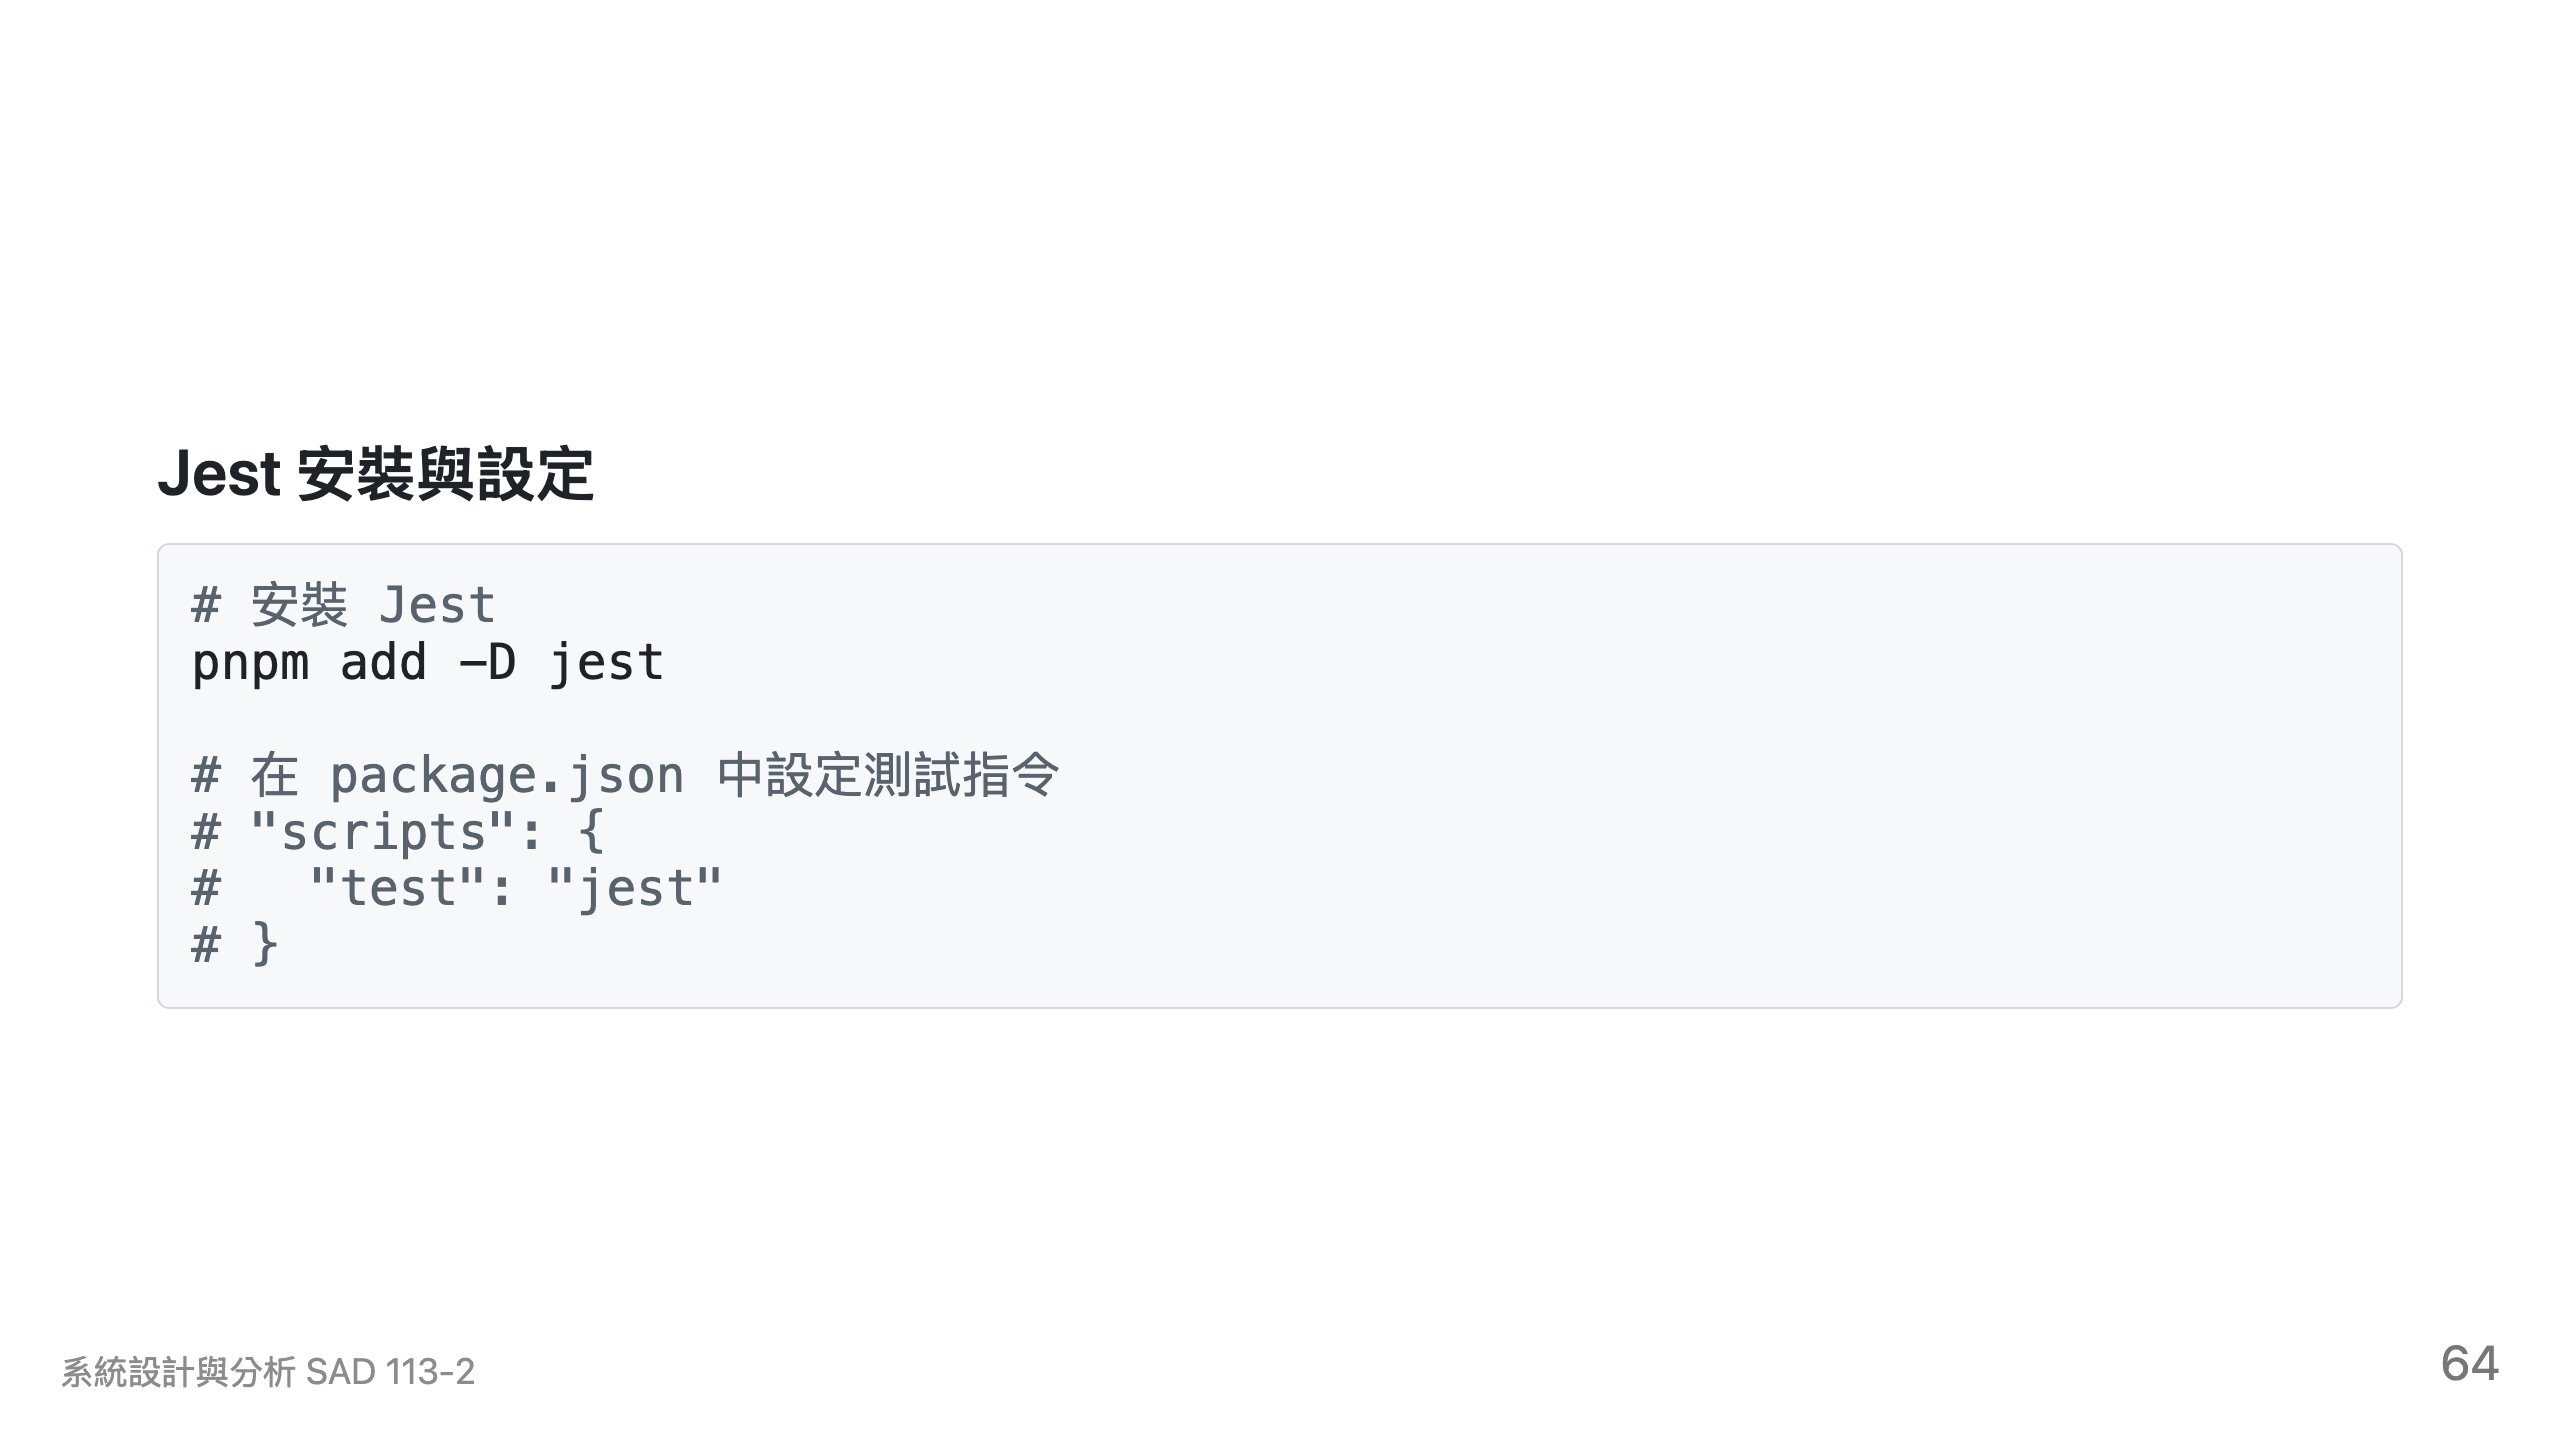 Jest 安裝與設定
# 安裝 Jest
pnpm add -D jest
# 在 package.json 中設定測試指令
# "scripts": {
#   "test": "jest"
# }
系統設計與分析 SAD 113-2
64